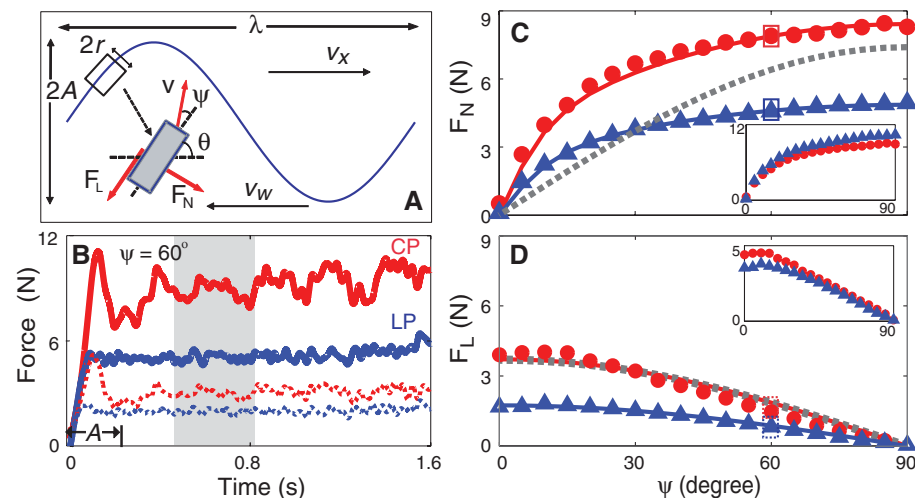 λ
2r
v_x
2A
v
ψ
θ
F_L
F_N
v_w
A
B
ψ = 60°
CP
LP
Force (N)
12
6
0
A
0
0.8
1.6
Time (s)
C
F_N (N)
9
6
3
0
12
0
0
90
D
F_L (N)
9
6
3
0
5
0
0
90
0
30
60
90
ψ (degree)